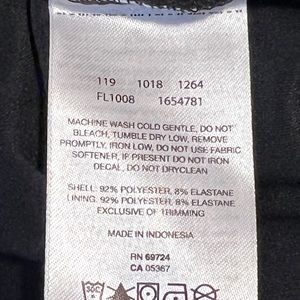 119 1018 1264
FL1008 1654781
MACHINE WASH COLD GENTLE, DO NOT
BLEACH, TUMBLE DRY LOW, REMOVE
PROMPTLY, IRON LOW, DO NOT USE FABRIC
SOFTENER, IF PRESENT DO NOT IRON
DECAL, DO NOT DRYCLEAN
SHELL: 92% POLYESTER, 8% ELASTANE
LINING: 92% POLYESTER, 8% ELASTANE
EXCLUSIVE OF TRIMMING
MADE IN INDONESIA
RN 69724
CA 05367
30C